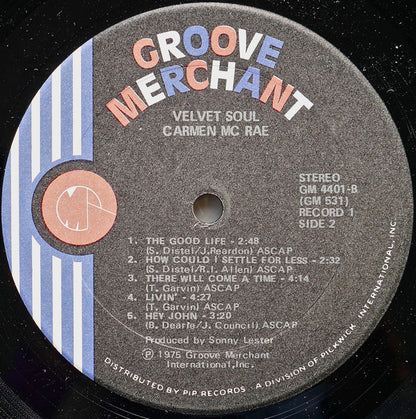 GROOVE
MERCHANT
VELVET SOUL
CARMEN MC RAE
STEREO
GM 4401-B
(GM 531)
RECORD 1
SIDE 2
1. THE GOOD LIFE - 2:48
(S. Distel/J.Reardon) ASCAP
2. HOW COULD I SETTLE FOR LESS - 2:32
(S. Distel/R.I. Allen) ASCAP
3. THERE WILL COME A TIME - 4:14
(T. Garvin) ASCAP
4. LIVIN' - 4:27
(T. Garvin) ASCAP
5. HEY JOHN - 3:20
(B. Dearie/J. Council) ASCAP
Produced by Sonny Lester
Ⓟ 1975 Groove Merchant
International, Inc.
DISTRIBUTED BY P.I.P. RECORDS - A DIVISION OF PICKWICK INTERNATIONAL, INC.